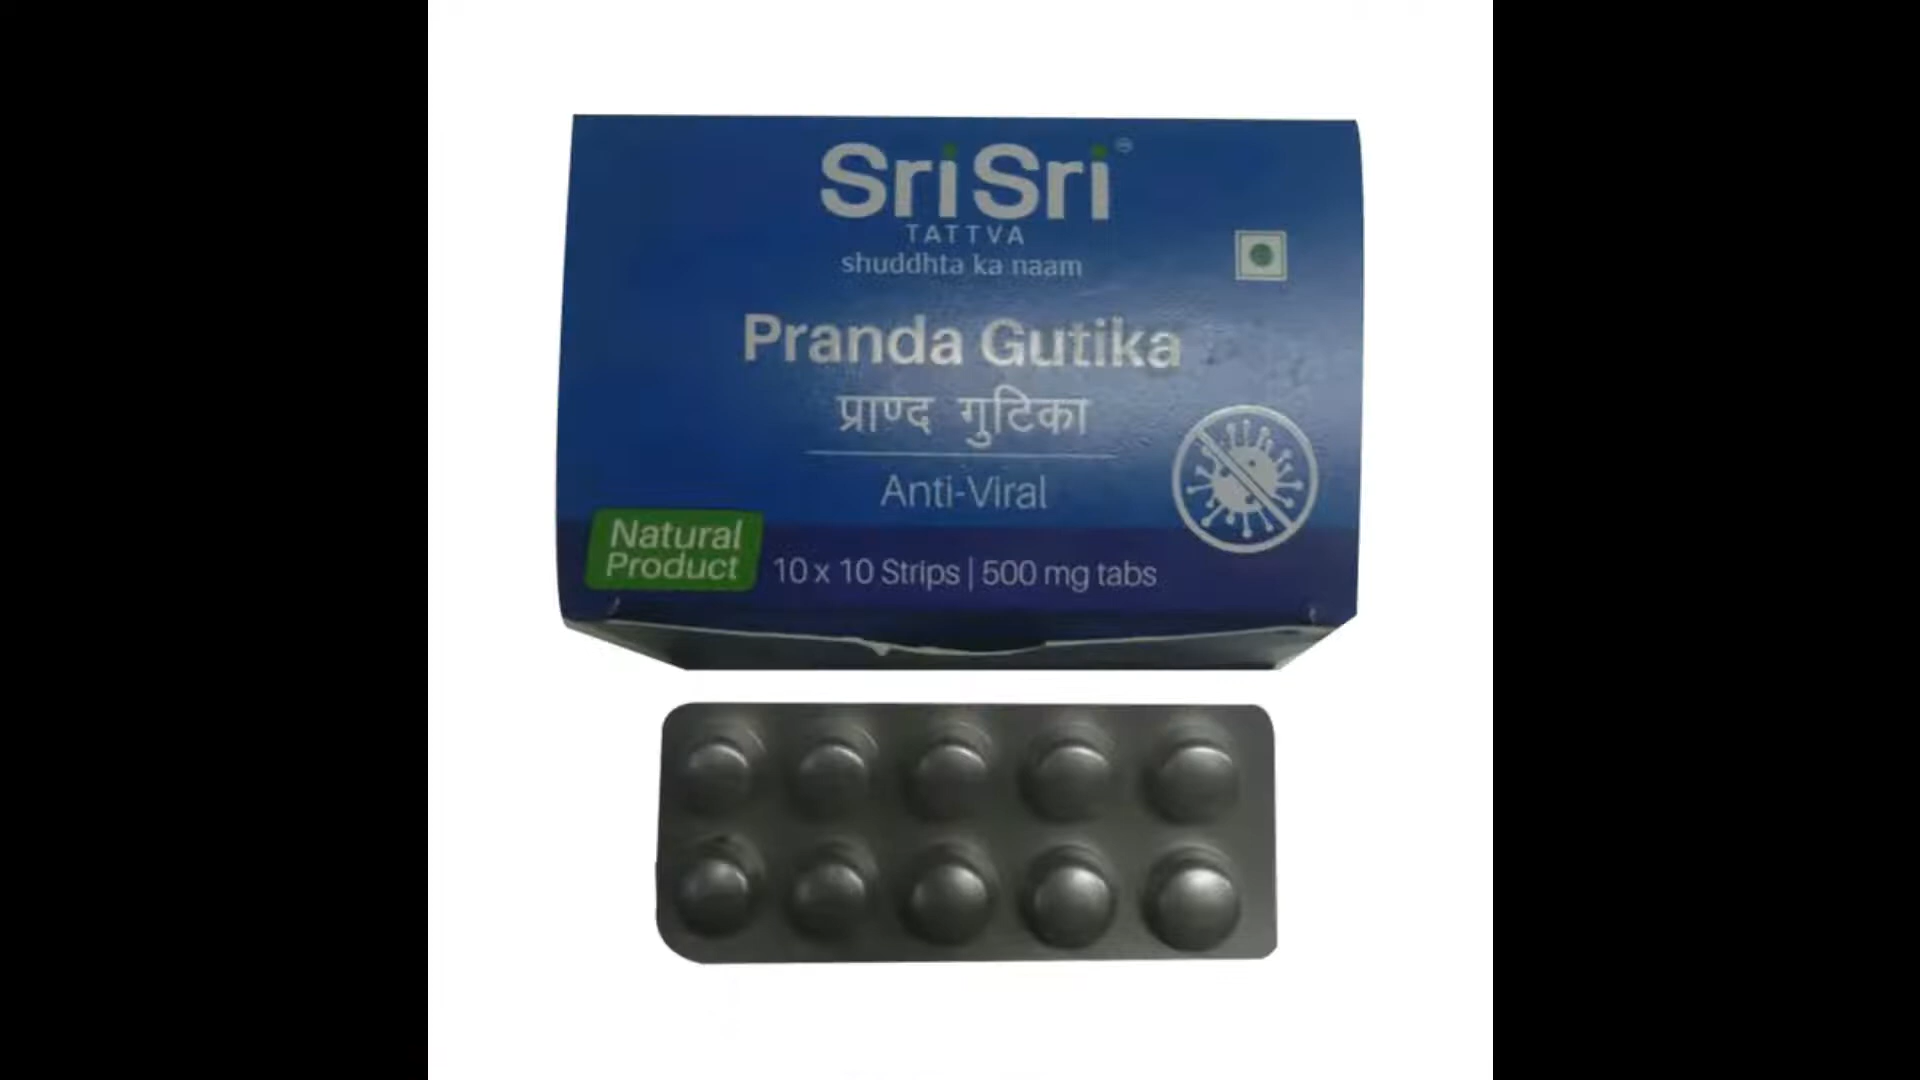 SriSri
TATTVA
shuddhta ka naam
Pranda Gutika
प्राण्द गुटिका
Anti-Viral
Natural
Product
10 x 10 Strips | 500 mg tabs